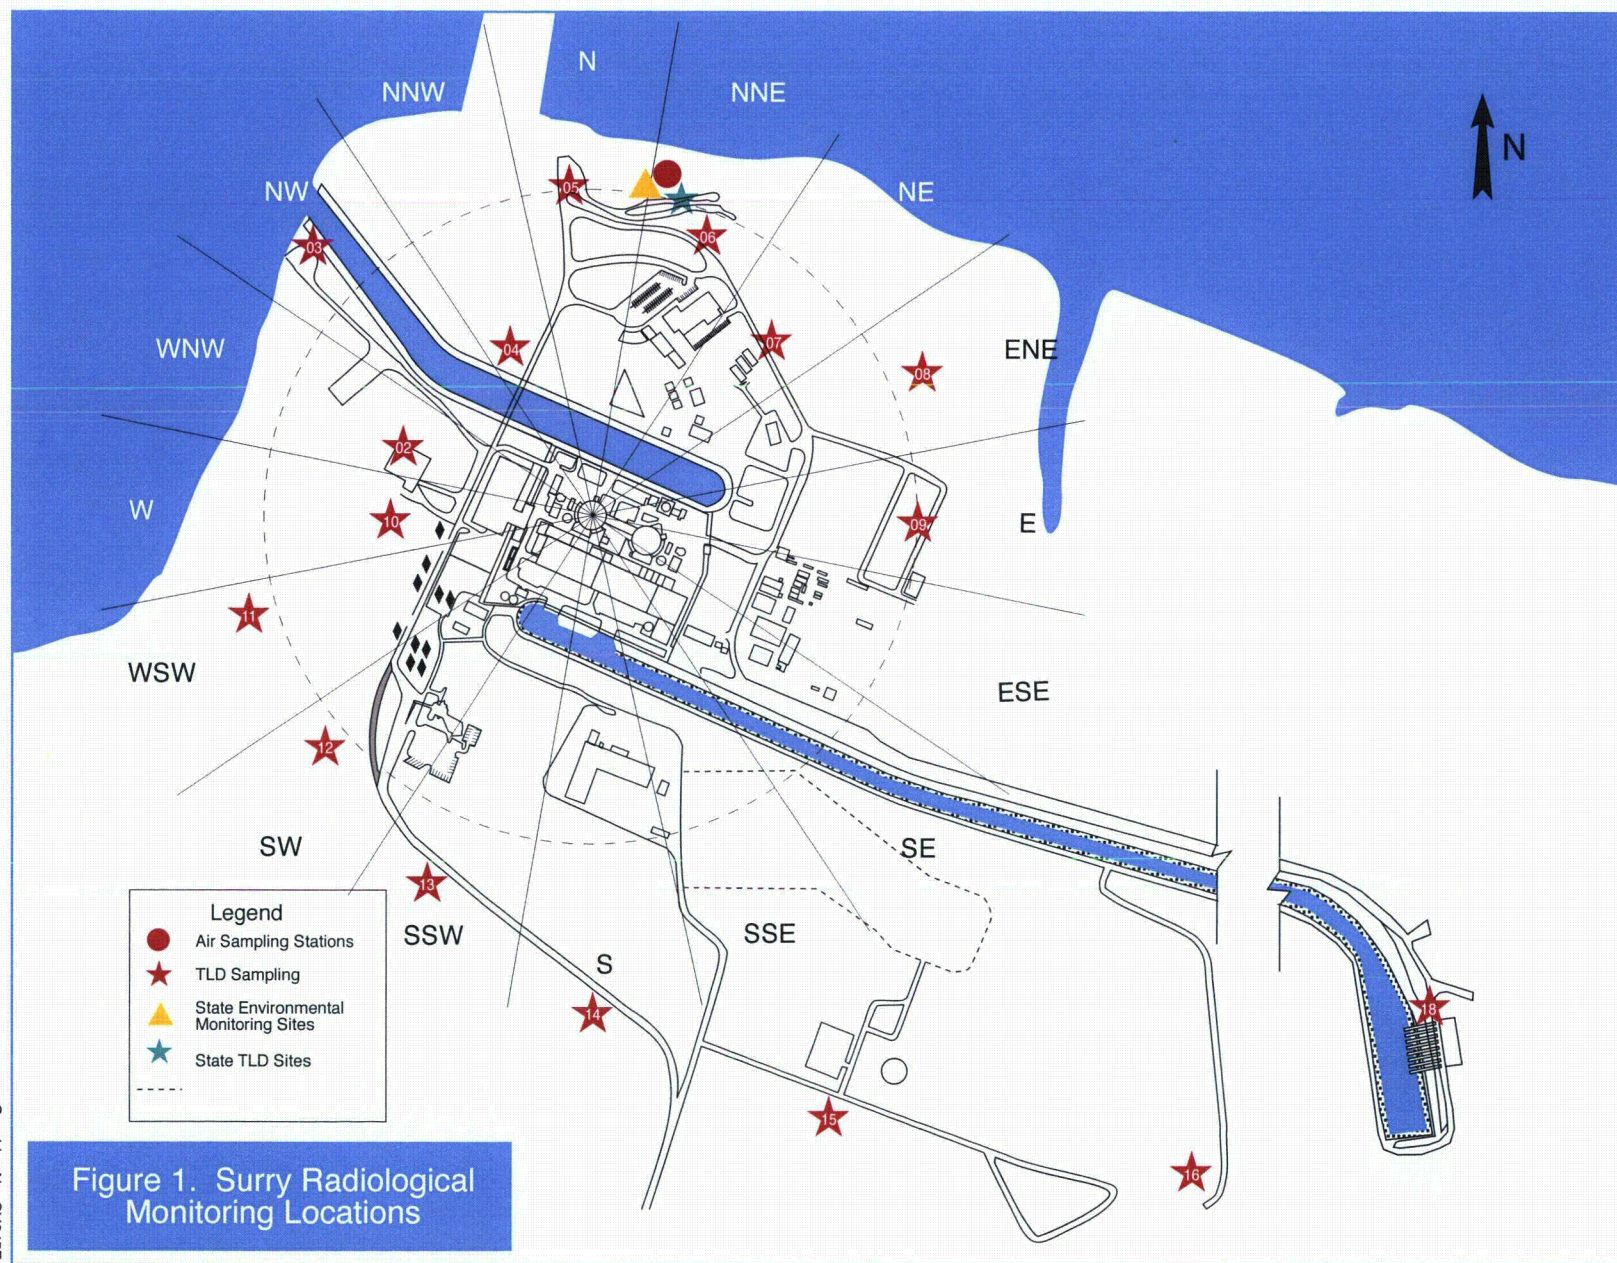 N
NNW
NNE
N
NW
NE
05
06
03
04
07
WNW
ENE
08
02
W
10
09
E
11
WSW
ESE
12
SW
SE
13
SSW
SSE
S
14
18
15
16
Legend
Air Sampling Stations
TLD Sampling
State Environmental
Monitoring Sites
State TLD Sites
Figure 1. Surry Radiological
Monitoring Locations